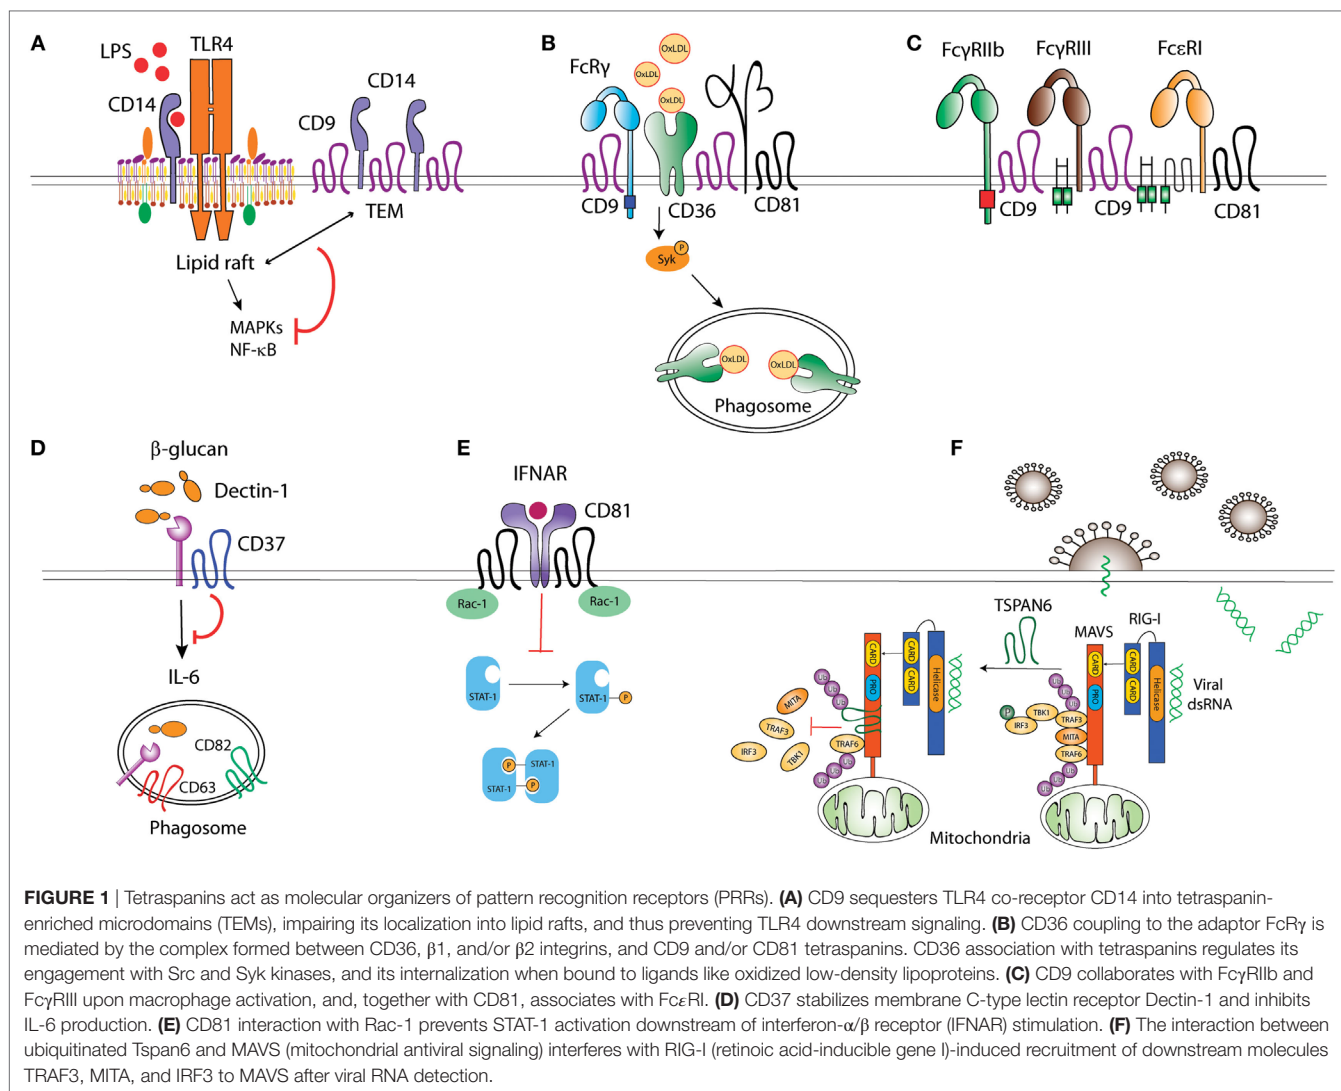 A
LPS
TLR4
CD14
CD14
CD9
TEM
Lipid raft
MAPKs
NF-κB
B
FcRγ
OxLDL
OxLDL
OxLDL
α β
CD9
CD36
CD81
Syk
P
OxLDL
OxLDL
Phagosome
C
FcγRIIb
FcγRIII
FcεRI
CD9
CD9
CD81
D
β-glucan
Dectin-1
CD37
IL-6
CD82
CD63
Phagosome
E
IFNAR
CD81
Rac-1
Rac-1
STAT-1
STAT-1
P
P
STAT-1
STAT-1
P
F
TSPAN6
MAVS
RIG-I
CARD
PRO
CARD
CARD
Helicase
Ub
Ub
MITA
TRAF3
IRF3
TBK1
TRAF6
Ub
Ub
CARD
PRO
CARD
CARD
Helicase
Viral
dsRNA
Ub
Ub
P
IRF3
TBK1
TRAF3
MITA
TRAF6
Ub
Ub
Mitochondria
FIGURE 1 | Tetraspanins act as molecular organizers of pattern recognition receptors (PRRs). (A) CD9 sequesters TLR4 co-receptor CD14 into tetraspanin-
enriched microdomains (TEMs), impairing its localization into lipid rafts, and thus preventing TLR4 downstream signaling. (B) CD36 coupling to the adaptor FcRγ is
mediated by the complex formed between CD36, β1, and/or β2 integrins, and CD9 and/or CD81 tetraspanins. CD36 association with tetraspanins regulates its
engagement with Src and Syk kinases, and its internalization when bound to ligands like oxidized low-density lipoproteins. (C) CD9 collaborates with FcγRIIb and
FcγRIII upon macrophage activation, and, together with CD81, associates with FcεRI. (D) CD37 stabilizes membrane C-type lectin receptor Dectin-1 and inhibits
IL-6 production. (E) CD81 interaction with Rac-1 prevents STAT-1 activation downstream of interferon-α/β receptor (IFNAR) stimulation. (F) The interaction between
ubiquitinated Tspan6 and MAVS (mitochondrial antiviral signaling) interferes with RIG-I (retinoic acid-inducible gene I)-induced recruitment of downstream molecules
TRAF3, MITA, and IRF3 to MAVS after viral RNA detection.